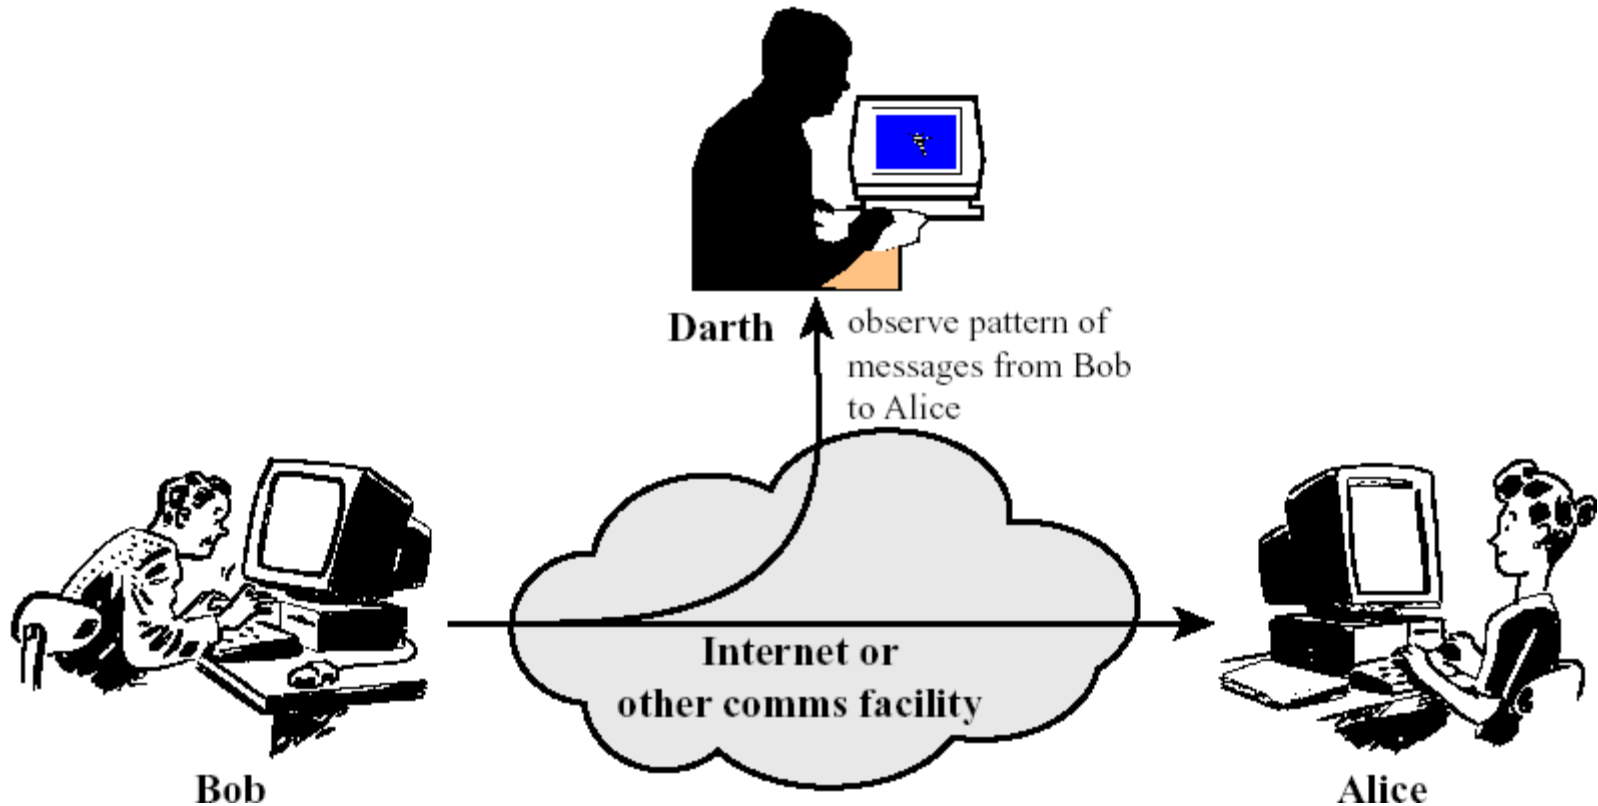 Darth
observe pattern of
messages from Bob
to Alice
Internet or
other comms facility
Bob
Alice